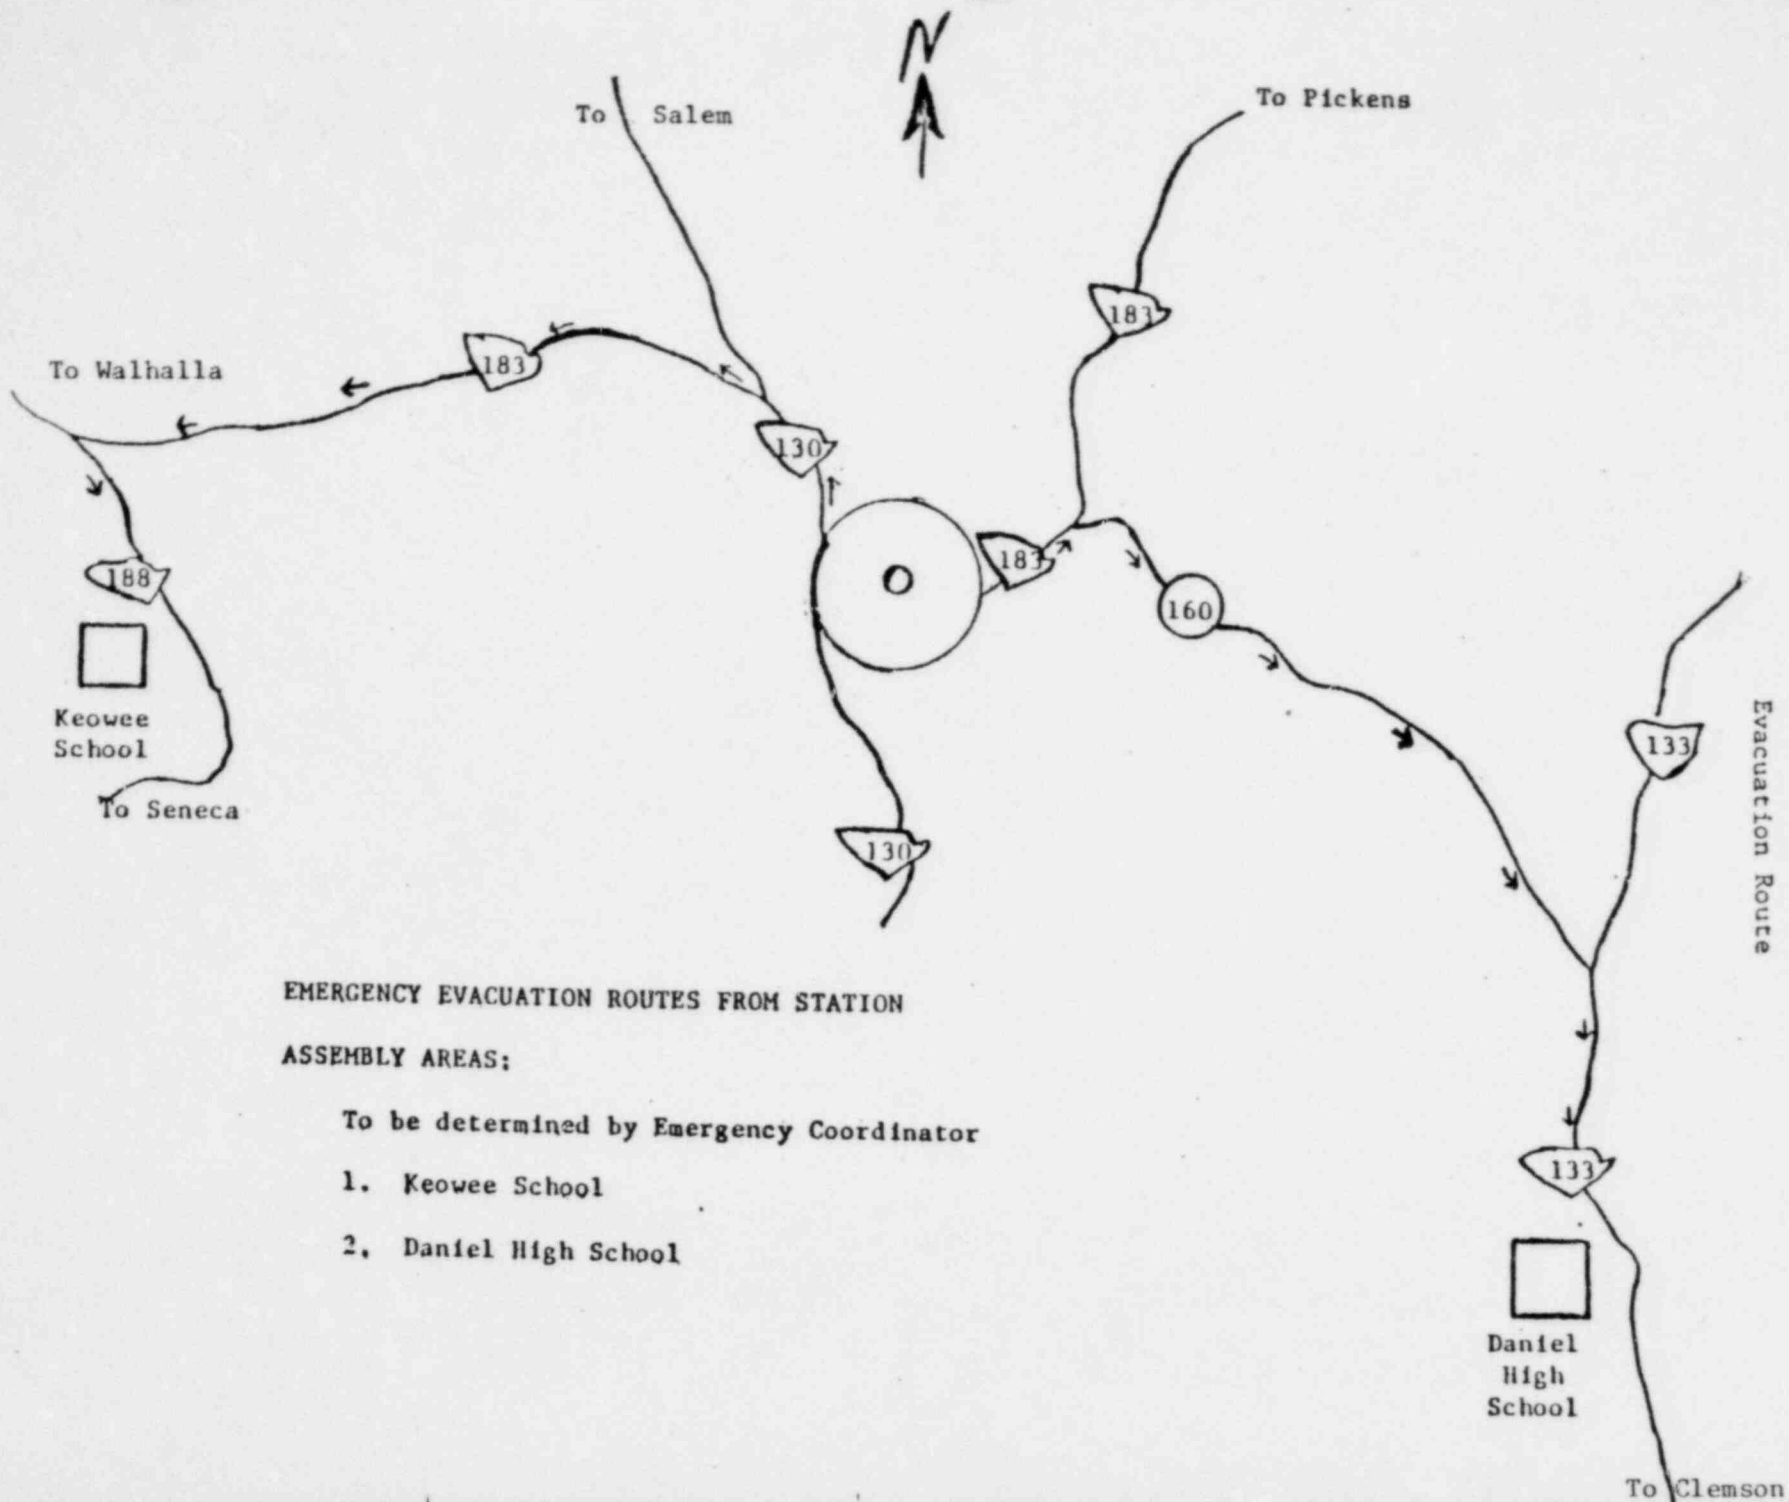 N
To Salem
To Pickens
183
183
To Walhalla
130
183
188
160
Keowee
School
133
Evacuation Route
To Seneca
130
EMERGENCY EVACUATION ROUTES FROM STATION
ASSEMBLY AREAS:
To be determined by Emergency Coordinator
1. Keowee School
133
2. Daniel High School
Daniel
High
School
To Clemson